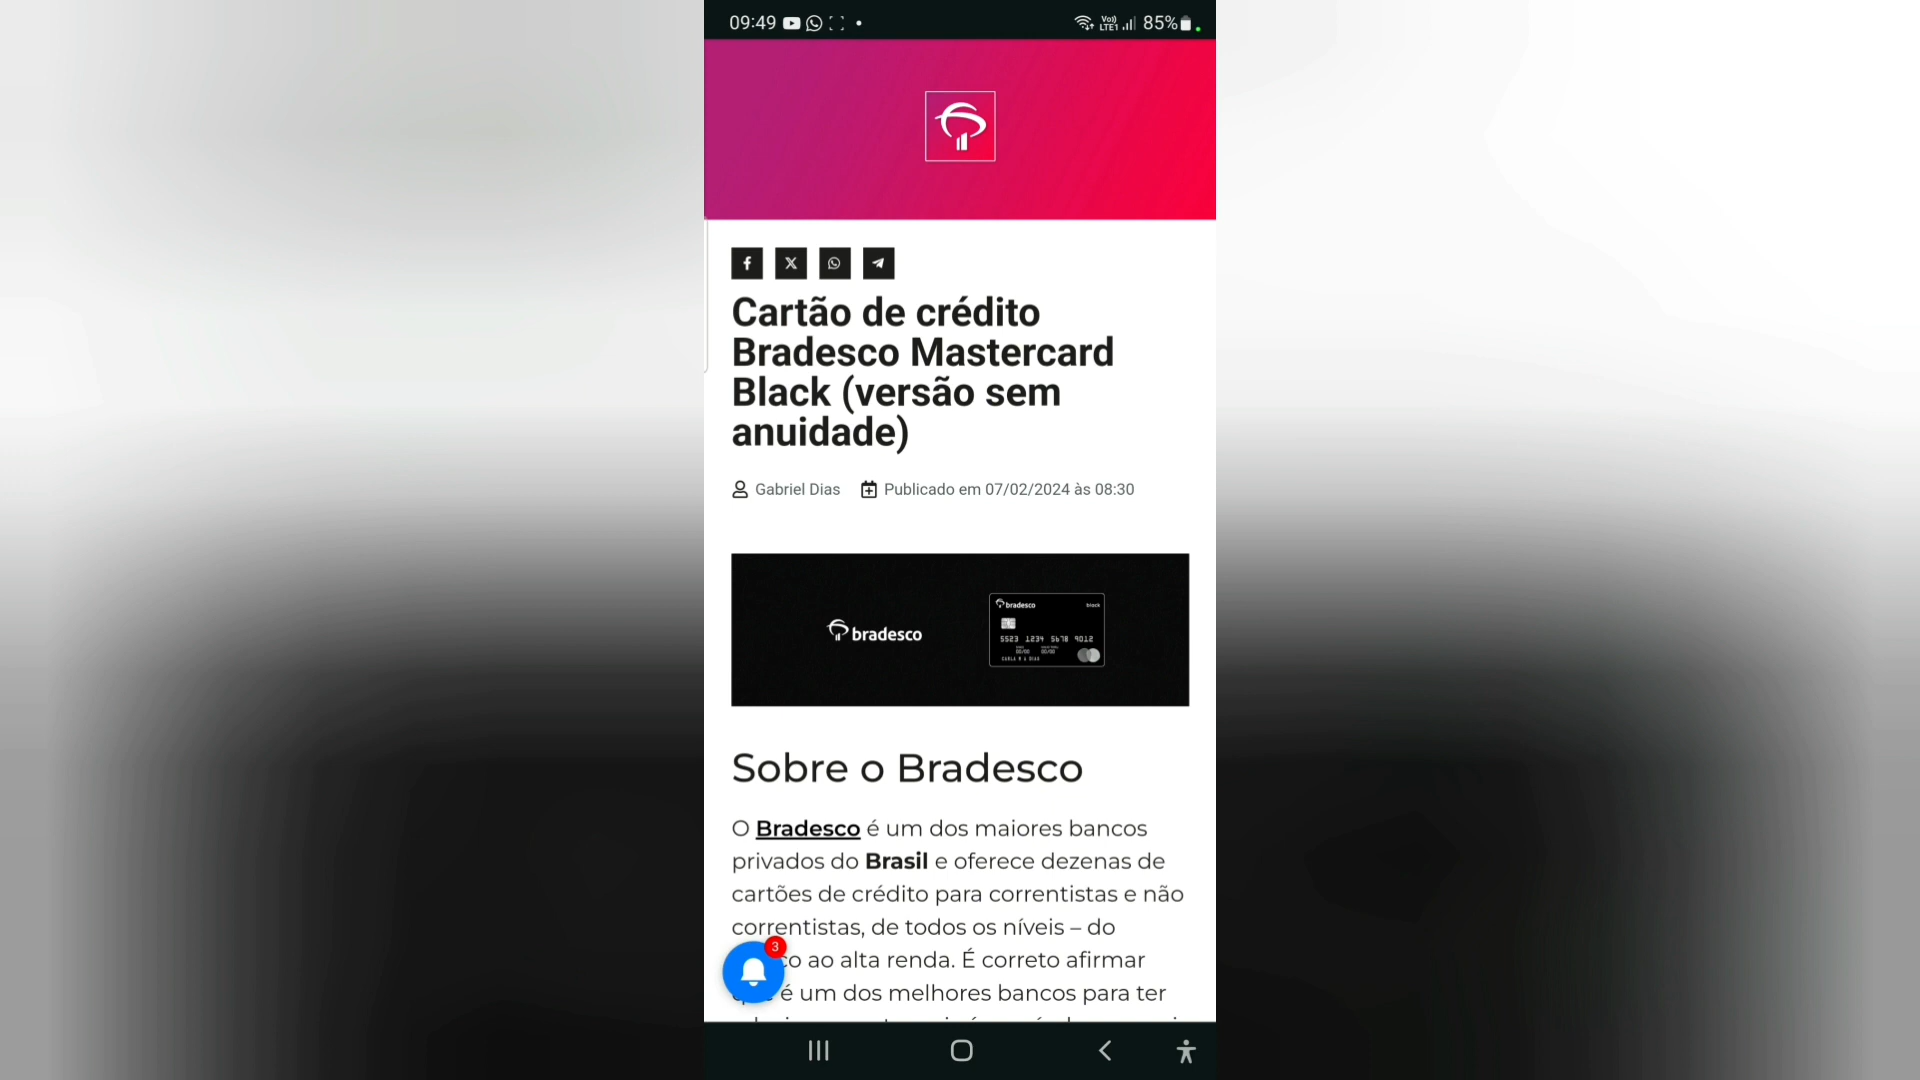 09:49
Vo))
LTE1
85%
Cartão de crédito
Bradesco Mastercard
Black (versão sem
anuidade)
Gabriel Dias
Publicado em 07/02/2024 às 08:30
bradesco
bradesco
black
5523 1234 5678 9012
Sobre o Bradesco
O Bradesco é um dos maiores bancos
privados do Brasil e oferece dezenas de
cartões de crédito para correntistas e não
correntistas, de todos os níveis – do
3
ao alta renda. É correto afirmar
é um dos melhores bancos para ter